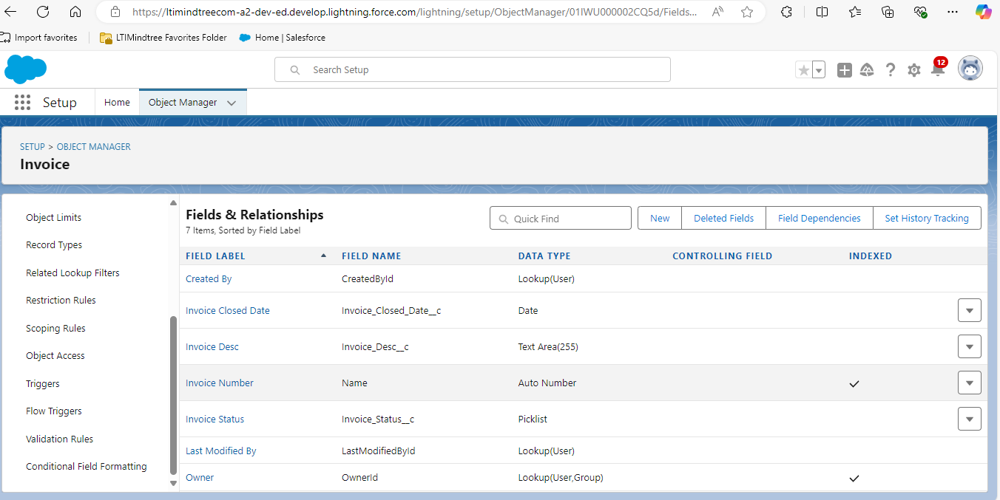 https://ltimindtreecom-a2-dev-ed.develop.lightning.force.com/lightning/setup/ObjectManager/01IWU000002CQ5d/Fields...
Import favorites
LTIMindtree Favorites Folder
Home | Salesforce
Search Setup
12
Setup
Home
Object Manager
SETUP > OBJECT MANAGER
Invoice
Object Limits
Record Types
Related Lookup Filters
Restriction Rules
Scoping Rules
Object Access
Triggers
Flow Triggers
Validation Rules
Conditional Field Formatting
Fields & Relationships
7 Items, Sorted by Field Label
Quick Find
New
Deleted Fields
Field Dependencies
Set History Tracking
FIELD LABEL FIELD NAME DATA TYPE CONTROLLING FIELD INDEXED
Created By CreatedById Lookup(User)
Invoice Closed Date Invoice_Closed_Date__c Date
Invoice Desc Invoice_Desc__c Text Area(255)
Invoice Number Name Auto Number
Invoice Status Invoice_Status__c Picklist
Last Modified By LastModifiedById Lookup(User)
Owner OwnerId Lookup(User,Group)